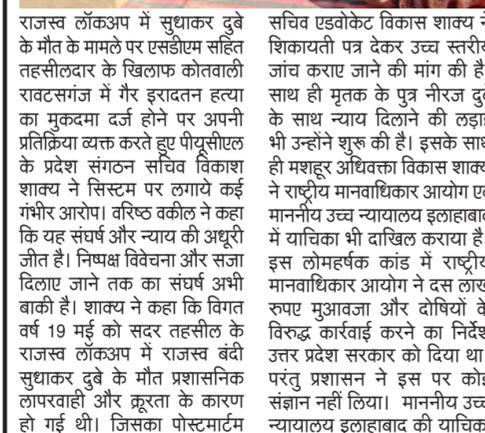 राजस्व लॉकअप में सुधाकर दुबे
के मौत के मामले पर एसडीएम सहित
तहसीलदार के खिलाफ कोतवाली
रावटसगंज में गैर इरादतन हत्या
का मुकदमा दर्ज होने पर अपनी
प्रतिक्रिया व्यक्त करते हुए पीयूसीएल
के प्रदेश संगठन सचिव विकाश
शाक्य ने सिस्टम पर लगाये कई
गंभीर आरोप। वरिष्ठ वकील ने कहा
कि यह संघर्ष और न्याय की अधूरी
जीत है। निष्पक्ष विवेचना और सजा
दिलाए जाने तक का संघर्ष अभी
बाकी है। शाक्य ने कहा कि विगत
वर्ष 19 मई को सदर तहसील के
राजस्व लॉकअप में राजस्व बंदी
सुधाकर दुबे के मौत प्रशासनिक
लापरवाही और क्रूरता के कारण
हो गई थी। जिसका पोस्टमार्टम
सचिव एडवोकेट विकास शाक्य ने
शिकायती पत्र देकर उच्च स्तरीय
जांच कराए जाने की मांग की है
साथ ही मृतक के पुत्र नीरज दुबे
के साथ न्याय दिलाने की लड़ाई
भी उन्होंने शुरू की है। इसके साथ
ही मशहूर अधिवक्ता विकास शाक्य
ने राष्ट्रीय मानवाधिकार आयोग एवं
माननीय उच्च न्यायालय इलाहाबाद
में याचिका भी दाखिल कराया है
इस लोमहर्षक कांड में राष्ट्रीय
मानवाधिकार आयोग ने दस लाख
रुपए मुआवजा और दोषियों के
विरुद्ध कार्रवाई करने का निर्देश
उत्तर प्रदेश सरकार को दिया था
परंतु प्रशासन ने इस पर कोई
संज्ञान नहीं लिया। माननीय उच्च
न्यायालय इलाहाबाद की याचिका